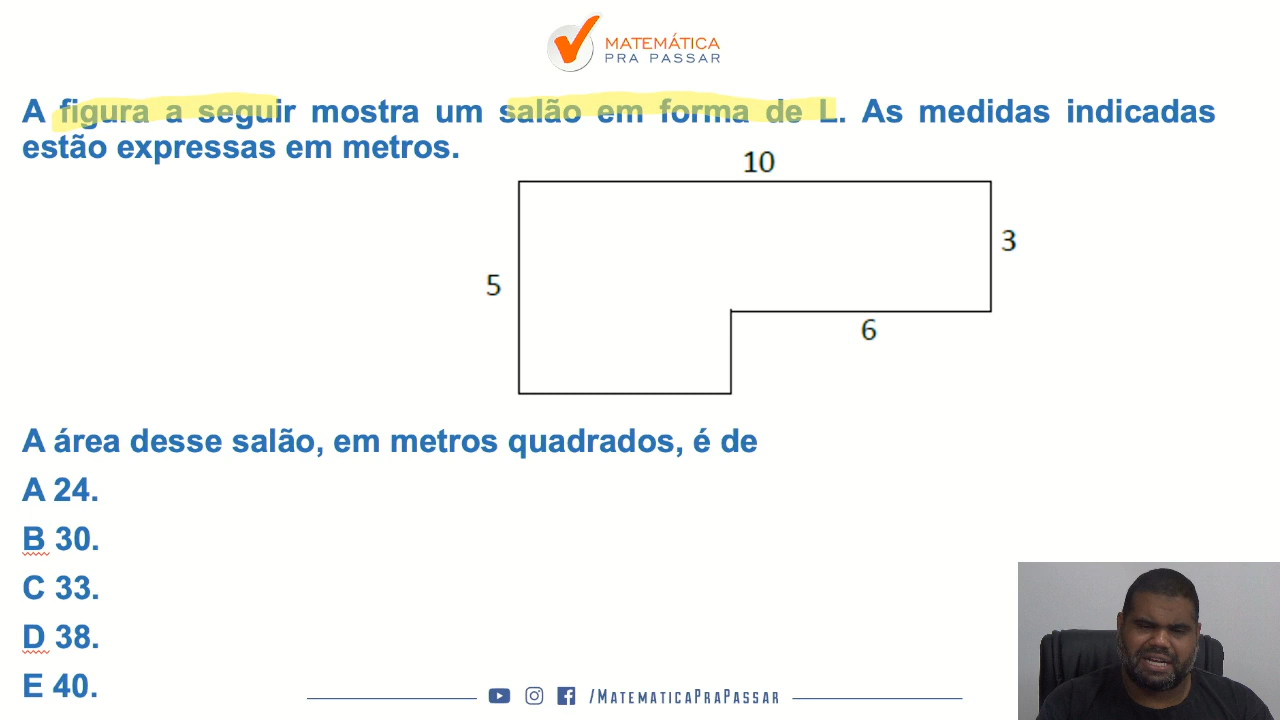 MATEMÁTICA
PRA PASSAR
A figura a seguir mostra um salão em forma de L. As medidas indicadas
estão expressas em metros.
10
3
5
6
A área desse salão, em metros quadrados, é de
A 24.
B 30.
C 33.
D 38.
E 40.
/MATEMATICAPRAPASSAR